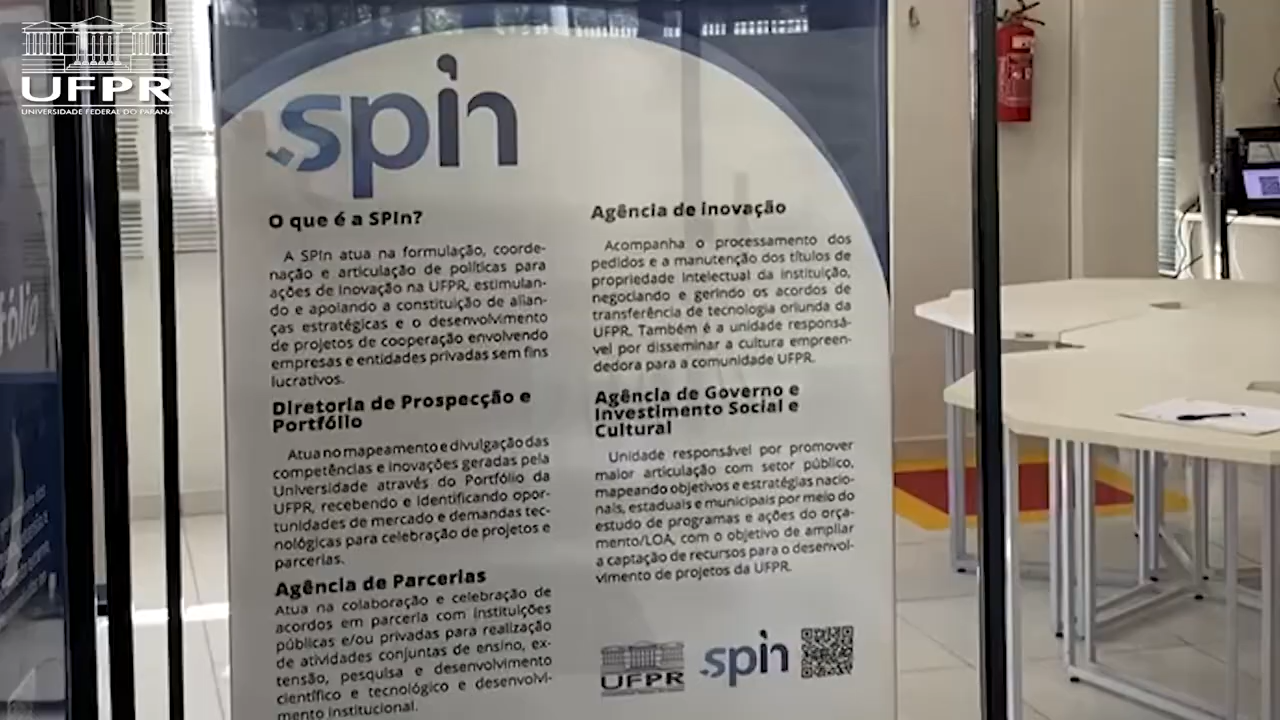 UFPR
UNIVERSIDADE FEDERAL DO PARANÁ
fólio
spin
O que é a SPIn?
A SPIn atua na formulação, coorde-
nação e articulação de políticas para
ações de inovação na UFPR, estimulan-
do e apoiando a constituição de alian-
ças estratégicas e o desenvolvimento
de projetos de cooperação envolvendo
empresas e entidades privadas sem fins
lucrativos.
Diretoria de Prospecção e
Portfólio
Atua no mapeamento e divulgação das
competências e inovações geradas pela
Universidade através do Portfólio da
UFPR, recebendo e identificando opor-
tunidades de mercado e demandas tec-
nológicas para celebração de projetos e
parcerias.
Agência de Parcerias
Atua na colaboração e celebração de
acordos em parceria com instituições
públicas e/ou privadas para realização
de atividades conjuntas de ensino, ex-
tensão, pesquisa e desenvolvimento
científico e tecnológico e desenvolvi-
mento institucional.
Agência de inovação
Acompanha o processamento dos
pedidos e a manutenção dos títulos de
propriedade intelectual da instituição,
negociando e gerindo os acordos de
transferência de tecnologia oriunda da
UFPR. Também é a unidade responsá-
vel por disseminar a cultura empreen-
dedora para a comunidade UFPR.
Agência de Governo e
Investimento Social e
Cultural
Unidade responsável por promover
maior articulação com setor público,
mapeando objetivos e estratégias nacio-
nais, estaduais e municipais por meio do
estudo de programas e ações do orça-
mento/LOA, com o objetivo de ampliar
a captação de recursos para o desenvol-
vimento de projetos da UFPR.
UFPR
spin